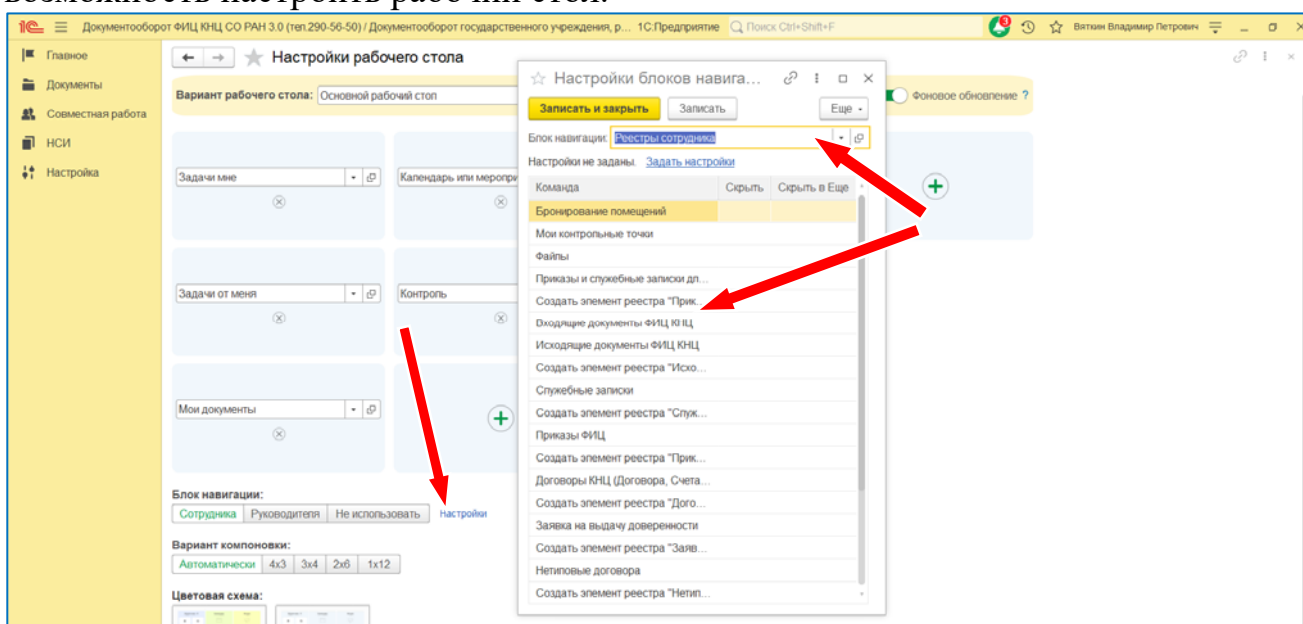 возможность настроить рабочий стол.
Документооборот ФИЦ КНЦ СО РАН 3.0 (тел.290-56-50) / Документооборот государственного учреждения, р... 1С:Предприятие
Поиск Ctrl+Shift+F
Вяткин Владимир Петрович
Главное
Документы
Совместная работа
НСИ
Настройка
Настройки рабочего стола
Вариант рабочего стола: Основной рабочий стол
Фоновое обновление ?
Задачи мне
Календарь или меропри
Задачи от меня
Контроль
Мои документы
Блок навигации:
Сотрудника Руководителя Не использовать Настройки
Вариант компоновки:
Автоматически 4x3 3x4 2x6 1x12
Цветовая схема:
Настройки блоков навига...
Записать и закрыть Записать Еще
Блок навигации: Реестры сотрудника
Настройки не заданы. Задать настройки
Команда Скрыть Скрыть в Еще
Бронирование помещений
Мои контрольные точки
Файлы
Приказы и служебные записки дл...
Создать элемент реестра "Прик...
Входящие документы ФИЦ КНЦ
Исходящие документы ФИЦ КНЦ
Создать элемент реестра "Исхо...
Служебные записки
Создать элемент реестра "Служ...
Приказы ФИЦ
Создать элемент реестра "Прик...
Договоры КНЦ (Договора, Счета...
Создать элемент реестра "Дого...
Заявка на выдачу доверенности
Создать элемент реестра "Заяв...
Нетиповые договора
Создать элемент реестра "Нетип...